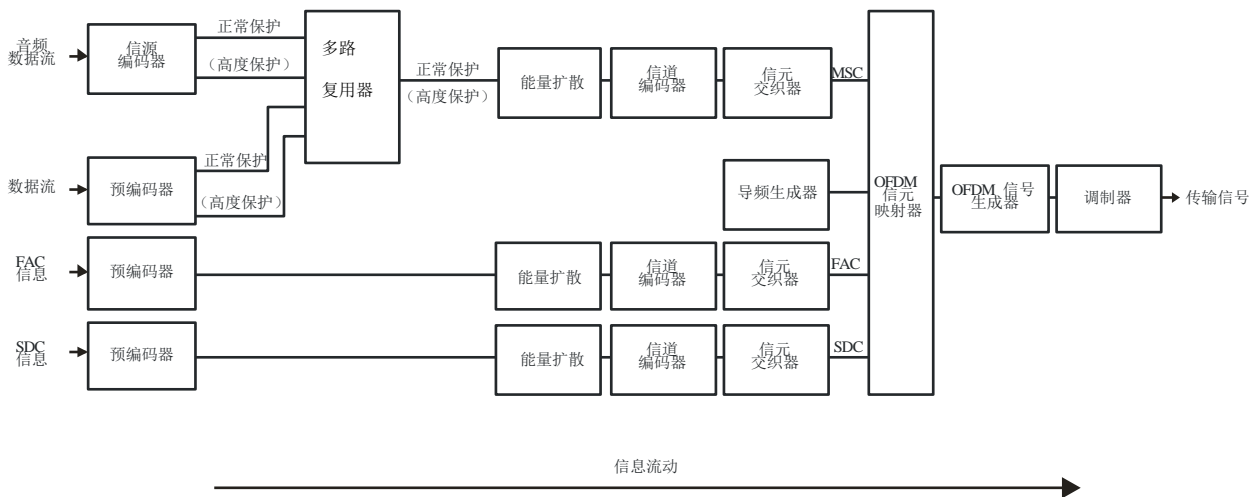 音频
数据流
信源
编码器
正常保护
（高度保护）
多路
复用器
正常保护
（高度保护）
能量扩散
信道
编码器
信元
交织器
MSC
数据流
预编码器
正常保护
（高度保护）
导频生成器
OFDM
信元
映射器
OFDM 信号
生成器
调制器
传输信号
FAC
信息
预编码器
能量扩散
信道
编码器
信元
交织器
FAC
SDC
信息
预编码器
能量扩散
信道
编码器
信元
交织器
SDC
信息流动